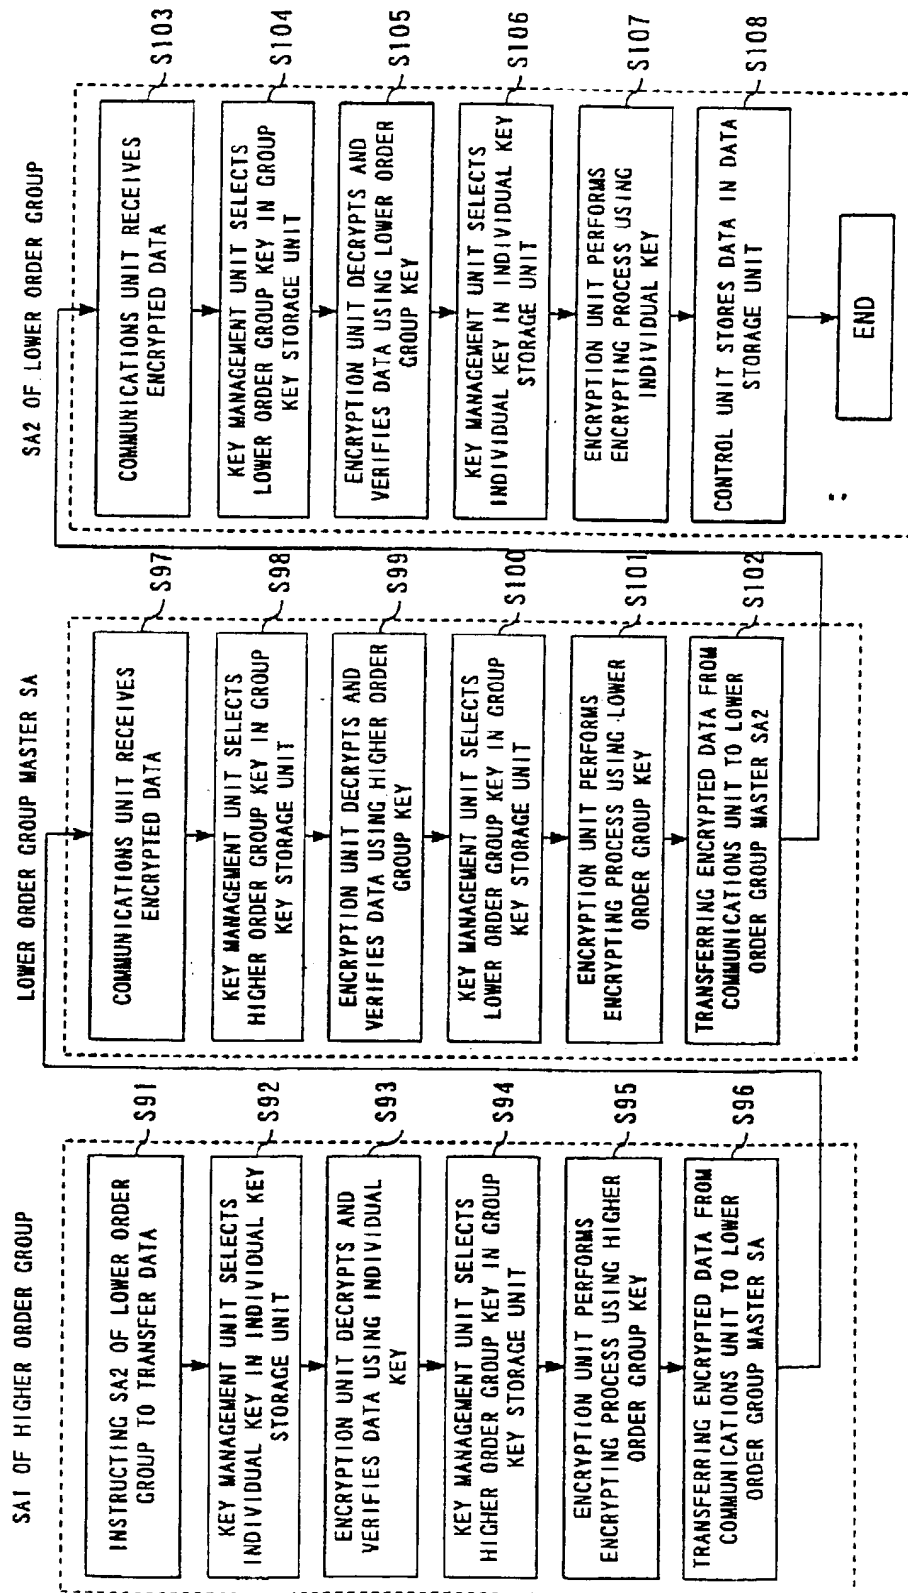 SA1 OF HIGHER ORDER GROUP
INSTRUCTING SA2 OF LOWER ORDER
GROUP TO TRANSFER DATA
S91
KEY MANAGEMENT UNIT SELECTS
INDIVIDUAL KEY IN INDIVIDUAL KEY
STORAGE UNIT
S92
ENCRYPTION UNIT DECRYPTS AND
VERIFIES DATA USING INDIVIDUAL
KEY
S93
KEY MANAGEMENT UNIT SELECTS
HIGHER ORDER GROUP KEY IN GROUP
KEY STORAGE UNIT
S94
ENCRYPTION UNIT PERFORMS
ENCRYPTING PROCESS USING HIGHER
ORDER GROUP KEY
S95
TRANSFERRING ENCRYPTED DATA FROM
COMMUNICATIONS UNIT TO LOWER
ORDER GROUP MASTER SA
S96
LOWER ORDER GROUP MASTER SA
COMMUNICATIONS UNIT RECEIVES
ENCRYPTED DATA
S97
KEY MANAGEMENT UNIT SELECTS
HIGHER ORDER GROUP KEY IN GROUP
KEY STORAGE UNIT
S98
ENCRYPTION UNIT DECRYPTS AND
VERIFIES DATA USING HIGHER ORDER
GROUP KEY
S99
KEY MANAGEMENT UNIT SELECTS
LOWER ORDER GROUP KEY IN GROUP
KEY STORAGE UNIT
S100
ENCRYPTION UNIT PERFORMS
ENCRYPTING PROCESS USING LOWER
ORDER GROUP KEY
S101
TRANSFERRING ENCRYPTED DATA FROM
COMMUNICATIONS UNIT TO LOWER
ORDER GROUP MASTER SA2
S102
SA2 OF LOWER ORDER GROUP
COMMUNICATIONS UNIT RECEIVES
ENCRYPTED DATA
S103
KEY MANAGEMENT UNIT SELECTS
LOWER ORDER GROUP KEY IN GROUP
KEY STORAGE UNIT
S104
ENCRYPTION UNIT DECRYPTS AND
VERIFIES DATA USING LOWER ORDER
GROUP KEY
S105
KEY MANAGEMENT UNIT SELECTS
INDIVIDUAL KEY IN INDIVIDUAL KEY
STORAGE UNIT
S106
ENCRYPTION UNIT PERFORMS
ENCRYPTING PROCESS USING
INDIVIDUAL KEY
S107
CONTROL UNIT STORES DATA IN DATA
STORAGE UNIT
S108
END